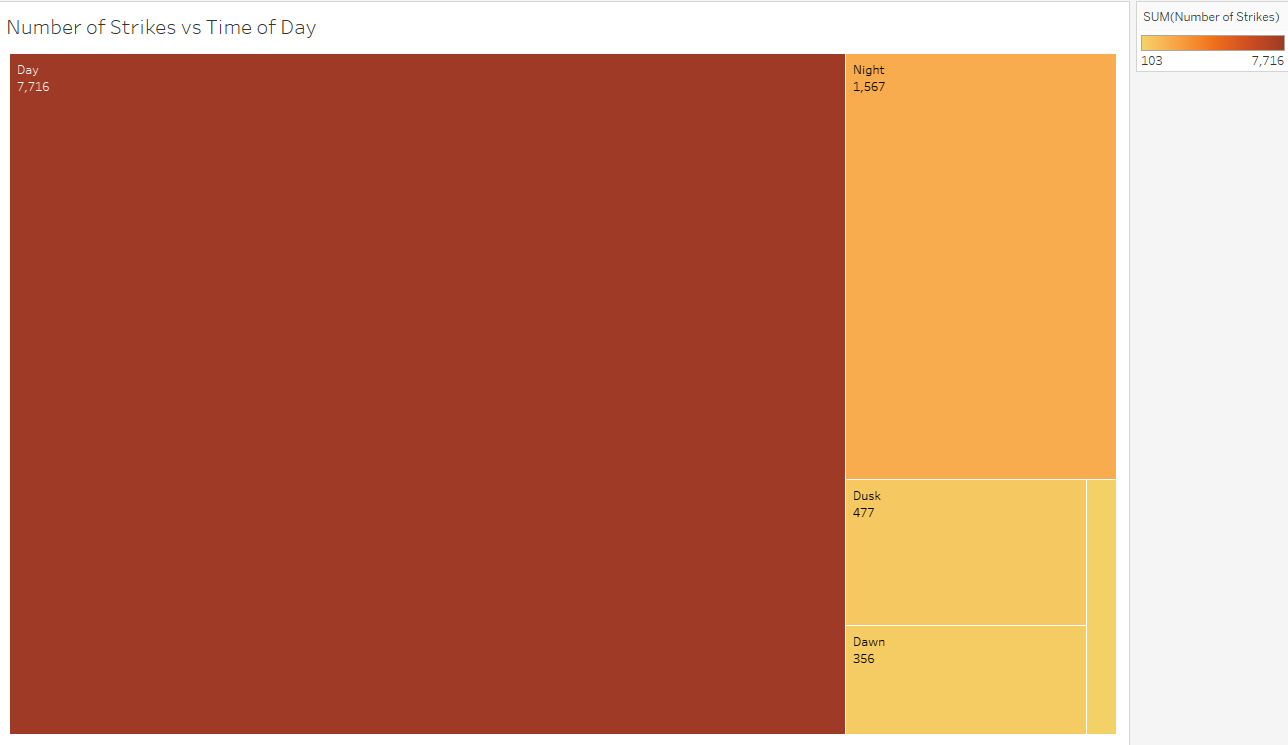 Number of Strikes vs Time of Day
SUM(Number of Strikes)
103 7,716
Day
7,716
Night
1,567
Dusk
477
Dawn
356